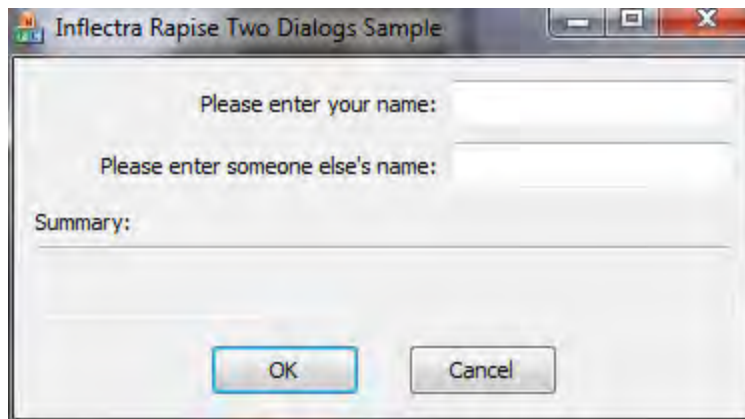 Inflectra Rapise Two Dialogs Sample
Please enter your name:
Please enter someone else's name:
Summary:
OK Cancel